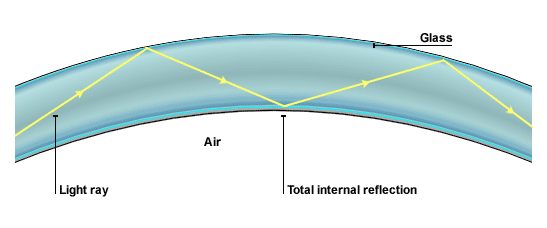 Glass
Air
Light ray
Total internal reflection